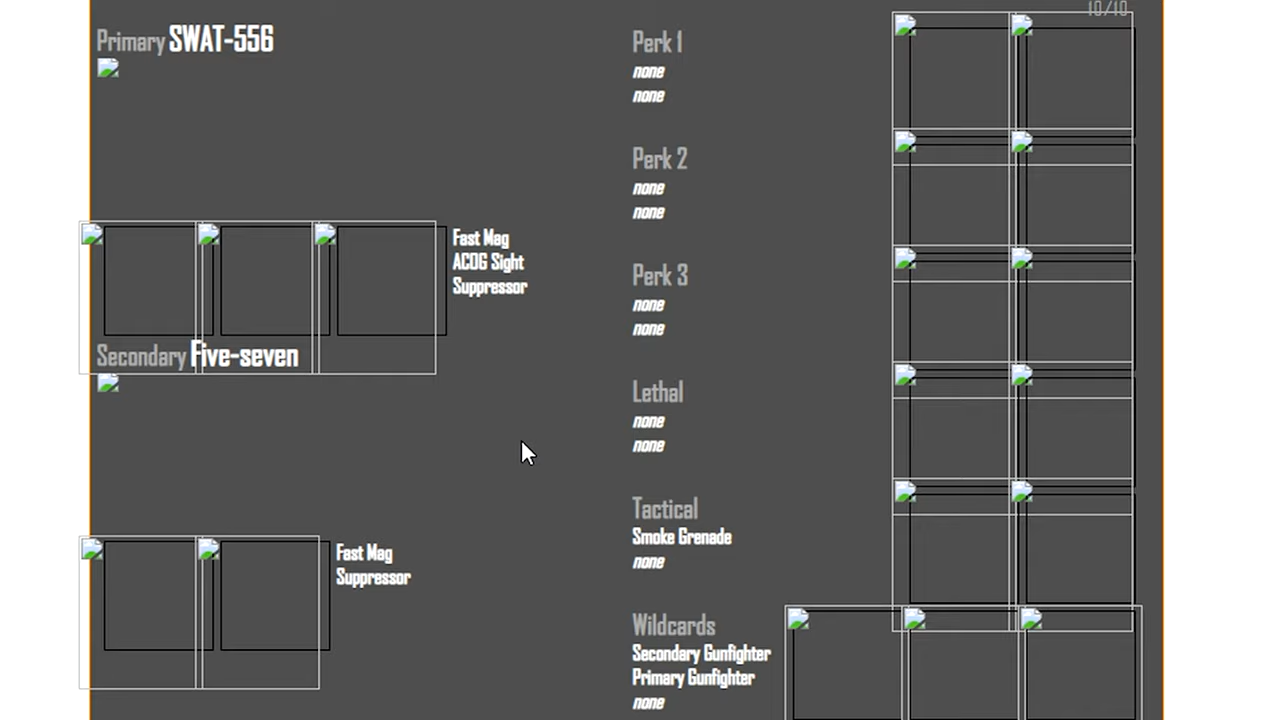 10/10
Primary SWAT-556
Fast Mag
ACOG Sight
Suppressor
Secondary Five-seven
Fast Mag
Suppressor
Perk 1
none
none
Perk 2
none
none
Perk 3
none
none
Lethal
none
none
Tactical
Smoke Grenade
none
Wildcards
Secondary Gunfighter
Primary Gunfighter
none